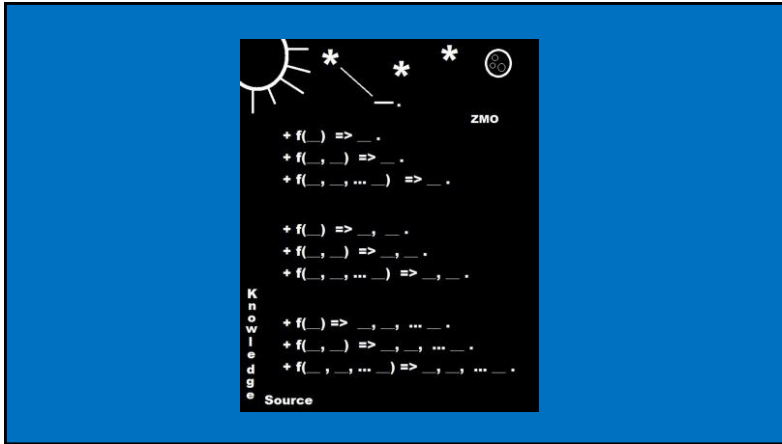 * * *
__ .
ZMO
+ f(__) => __ .
+ f(__, __) => __ .
+ f(__, __, ... __) => __ .
+ f(__) => __, __ .
+ f(__, __) => __, __ .
+ f(__, __, ... __) => __, __ .
+ f(__) => __, __, ... __ .
+ f(__, __) => __, __, ... __ .
+ f(__ , __, ... __) => __, __, ... __ .
Knowledge
Source